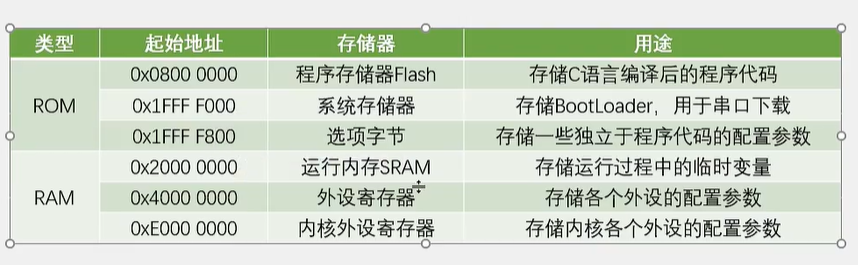 类型 起始地址 存储器 用途
ROM 0x0800 0000 程序存储器Flash 存储C语言编译后的程序代码
0x1FFF F000 系统存储器 存储BootLoader，用于串口下载
0x1FFF F800 选项字节 存储一些独立于程序代码的配置参数
RAM 0x2000 0000 运行内存SRAM 存储运行过程中的临时变量
0x4000 0000 外设寄存器 存储各个外设的配置参数
0xE000 0000 内核外设寄存器 存储内核各个外设的配置参数